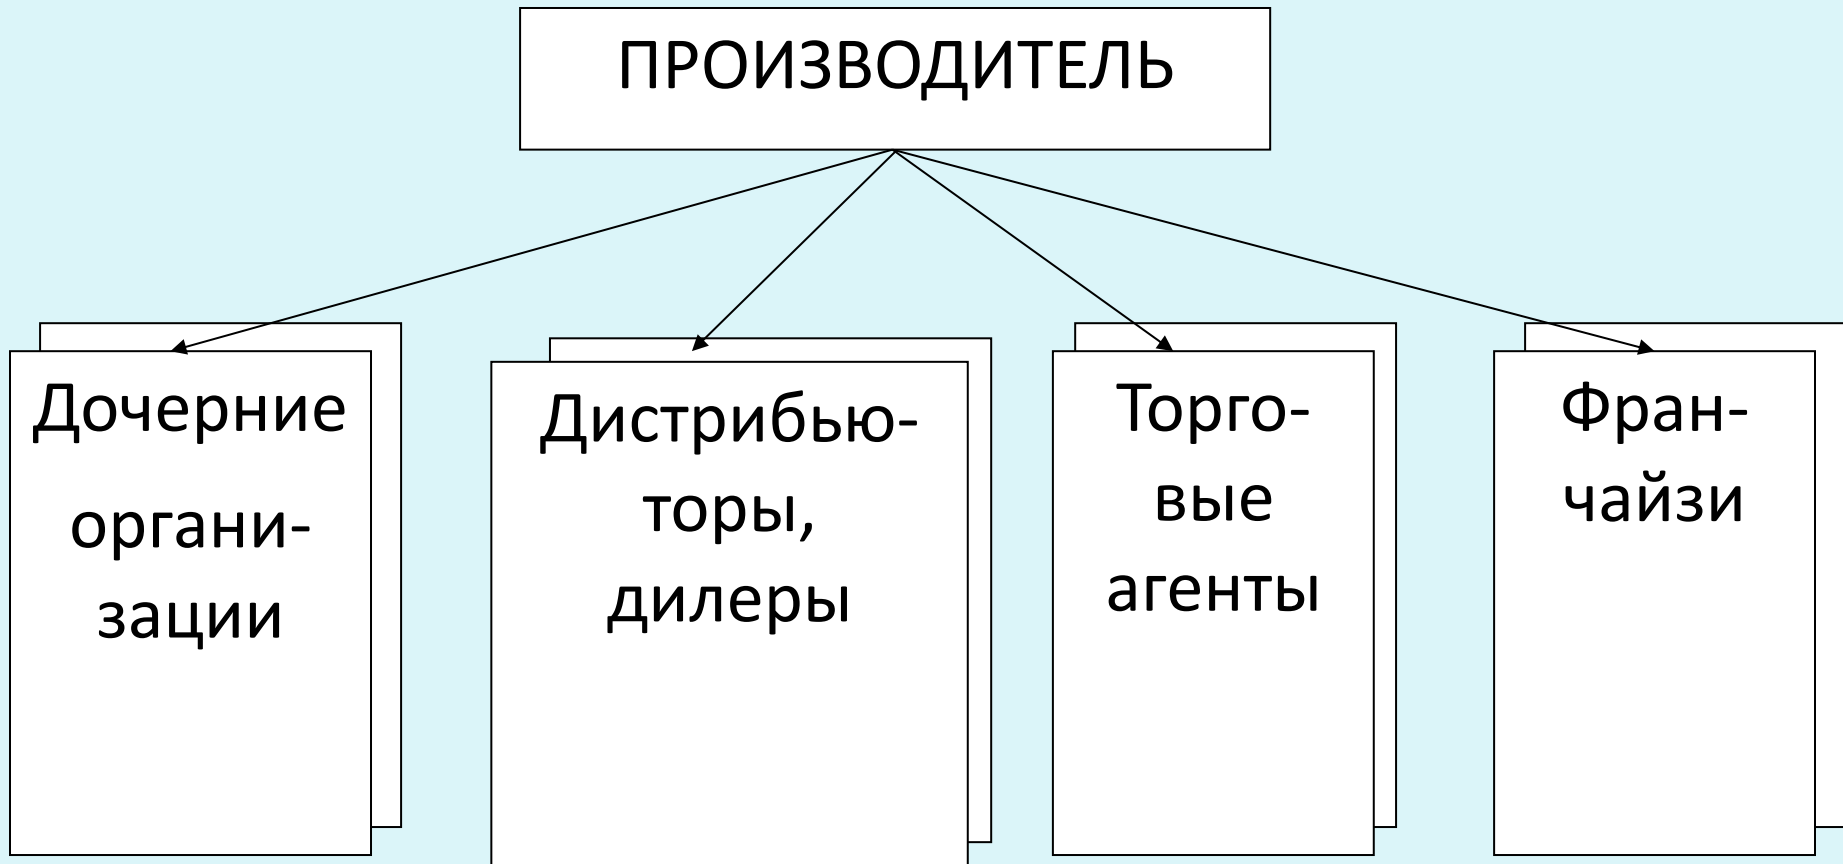 ПРОИЗВОДИТЕЛЬ
Дочерние
органи-
зации
Дистрибью-
торы,
дилеры
Торго-
вые
агенты
Фран-
чайзи